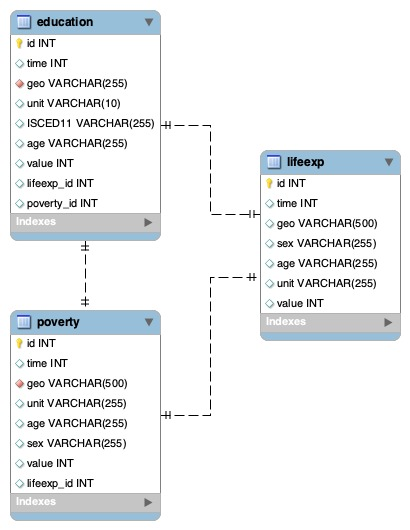 education
id INT
time INT
geo VARCHAR(255)
unit VARCHAR(10)
ISCED11 VARCHAR(255)
age VARCHAR(255)
value INT
lifeexp_id INT
poverty_id INT
Indexes
lifeexp
id INT
time INT
geo VARCHAR(500)
sex VARCHAR(255)
age VARCHAR(255)
unit VARCHAR(255)
value INT
Indexes
poverty
id INT
time INT
geo VARCHAR(500)
unit VARCHAR(255)
age VARCHAR(255)
sex VARCHAR(255)
value INT
lifeexp_id INT
Indexes